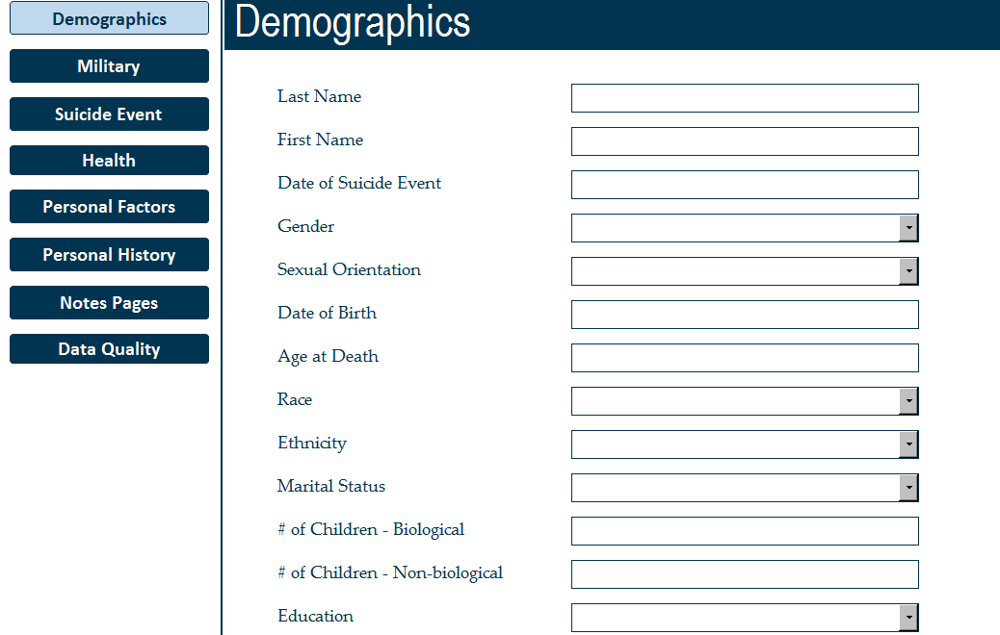 Demographics
Military
Suicide Event
Health
Personal Factors
Personal History
Notes Pages
Data Quality
Demographics
Last Name
First Name
Date of Suicide Event
Gender
Sexual Orientation
Date of Birth
Age at Death
Race
Ethnicity
Marital Status
# of Children - Biological
# of Children - Non-biological
Education